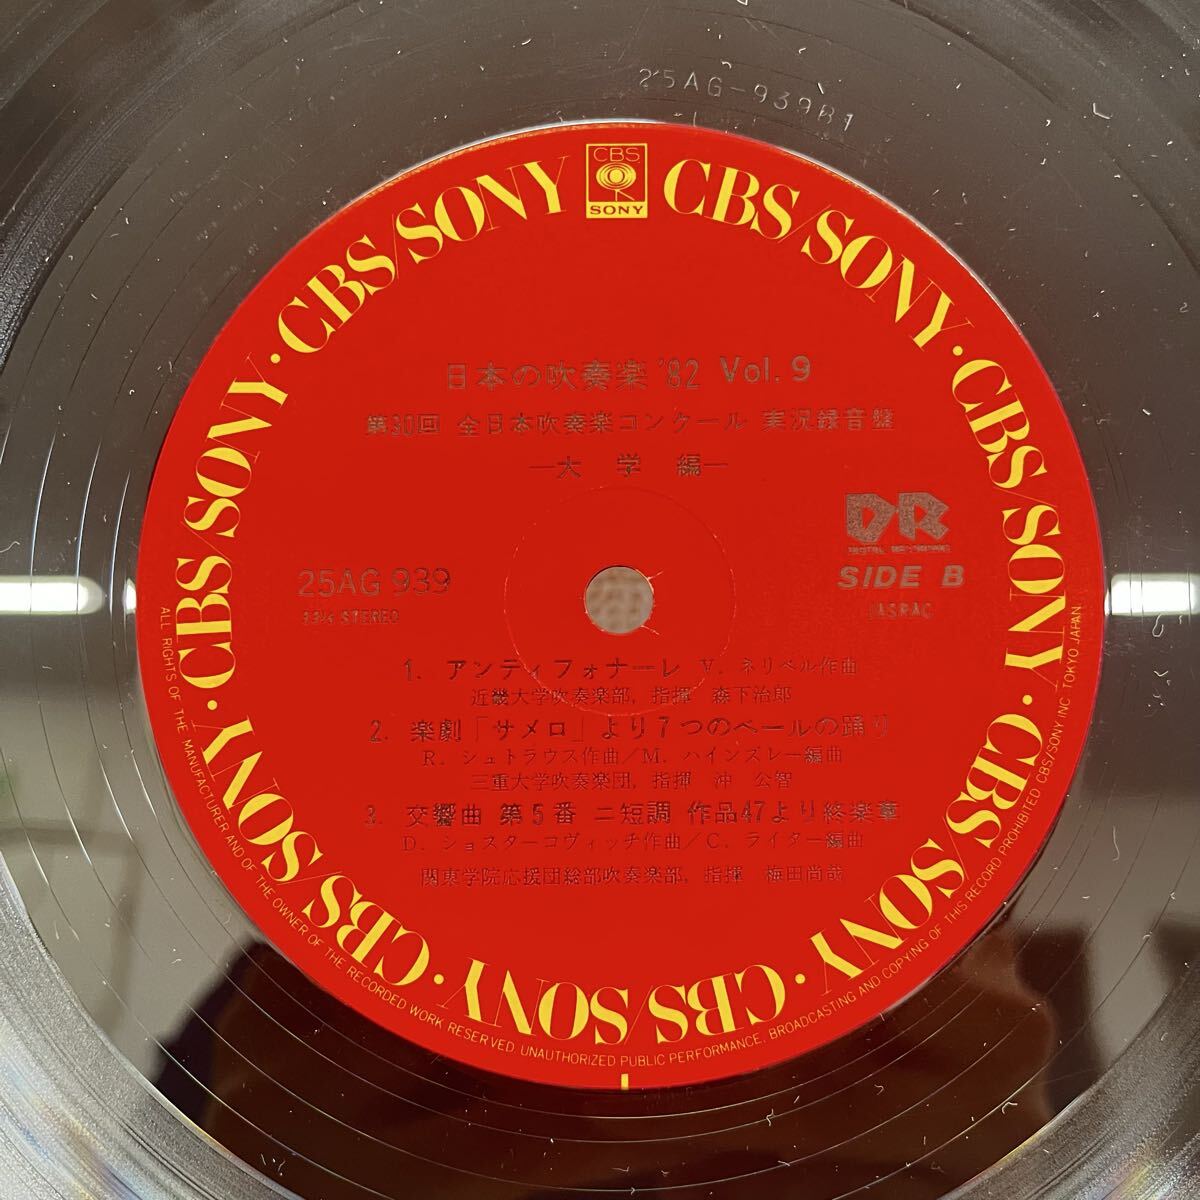 25AG-939B1
CBS
SONY
CBS/SONY · CBS/SONY · CBS/SONY · CBS/SONY · CBS/SONY · CBS/SONY · CBS/SONY · CBS/SONY
日本の吹奏楽 '82 Vol. 9
第30回 全日本吹奏楽コンクール 実況録音盤
—大学編—
DR
DIGITAL RECORDING
25AG 939
SIDE B
33⅓ STEREO
JASRAC
1. アンティフォナーレ V. ネリベル作曲
近畿大学吹奏楽部, 指揮 森下治郎
2. 楽劇「サメロ」より7つのベールの踊り
R. シュトラウス作曲/M. ハインズレー編曲
三重大学吹奏楽団, 指揮 沖 公智
3. 交響曲 第5番 ニ短調 作品47より終楽章
D. ショスターコヴィッチ作曲/C. ライター編曲
関東学院応援団総部吹奏楽部, 指揮 梅田尚哉
ALL RIGHTS OF THE MANUFACTURER AND OF THE OWNER OF THE RECORDED WORK RESERVED. UNAUTHORIZED PUBLIC PERFORMANCE, BROADCASTING AND COPYING OF THIS RECORD PROHIBITED CBS/SONY INC. TOKYO JAPAN